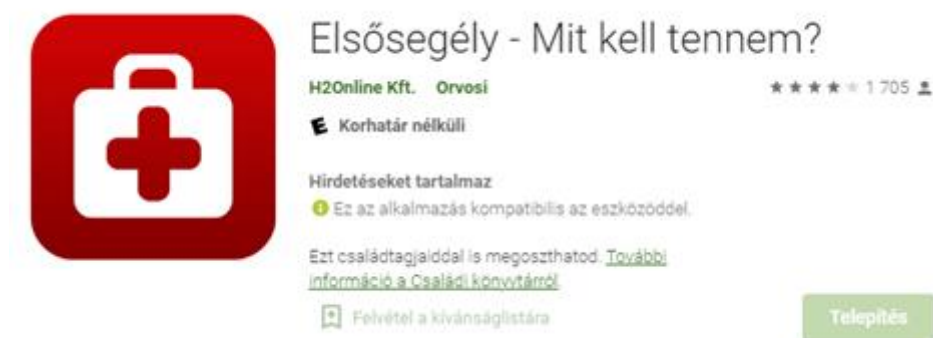 Elsősegély - Mit kell tennem?
H2Online Kft. Orvosi 1 705
E Korhatár nélküli
Hirdetéseket tartalmaz
Ez az alkalmazás kompatibilis az eszközöddel.
Ezt családtagjaiddal is megoszthatod. További
információ a Családi könyvtárról.
Felvétel a kívánságlistára
Telepítés